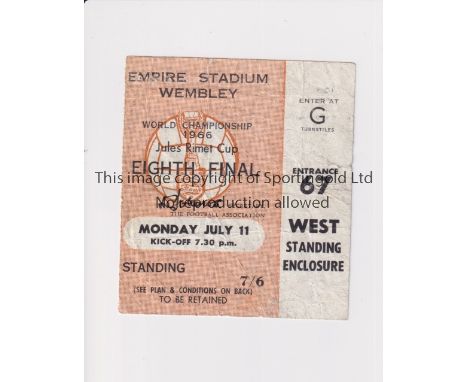 EMPIRE STADIUM
WEMBLEY
WORLD CHAMPIONSHIP
1966
Jules Rimet Cup
EIGHTH FINAL
This image copyright of Sportingold Ltd
No reproduction allowed
THE FOOTBALL ASSOCIATION
MONDAY JULY 11
KICK-OFF 7.30 p.m.
STANDING
7/6
(SEE PLAN & CONDITIONS ON BACK)
TO BE RETAINED
ENTER AT
G
TURNSTILES
ENTRANCE
67
WEST
STANDING
ENCLOSURE